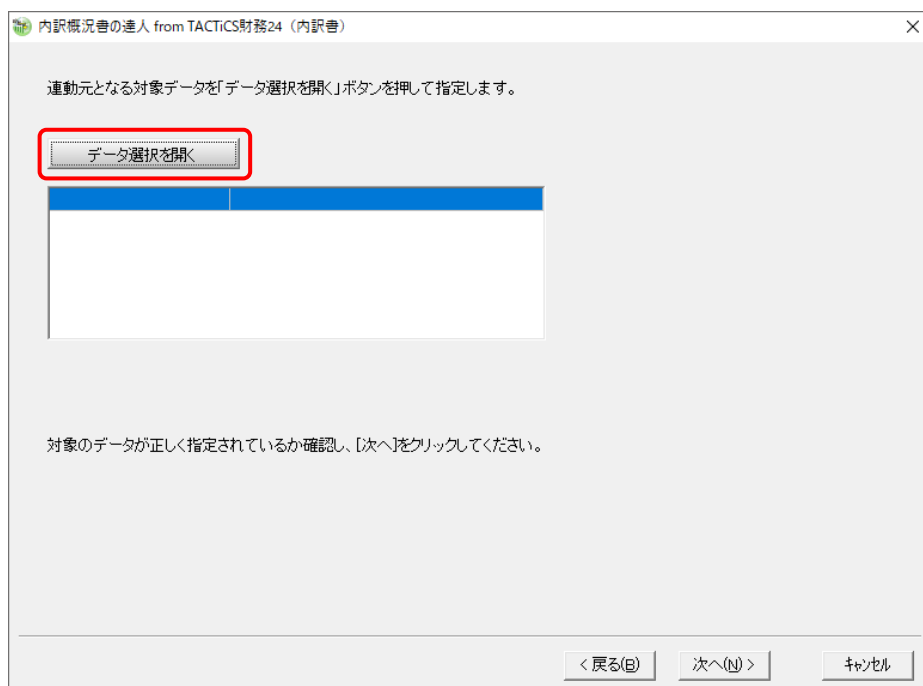 内訳概況書の達人 from TACTiCS財務24（内訳書）
連動元となる対象データを「データ選択を開く」ボタンを押して指定します。
データ選択を開く
対象のデータが正しく指定されているか確認し、[次へ]をクリックしてください。
< 戻る(B)
次へ(N) >
キャンセル